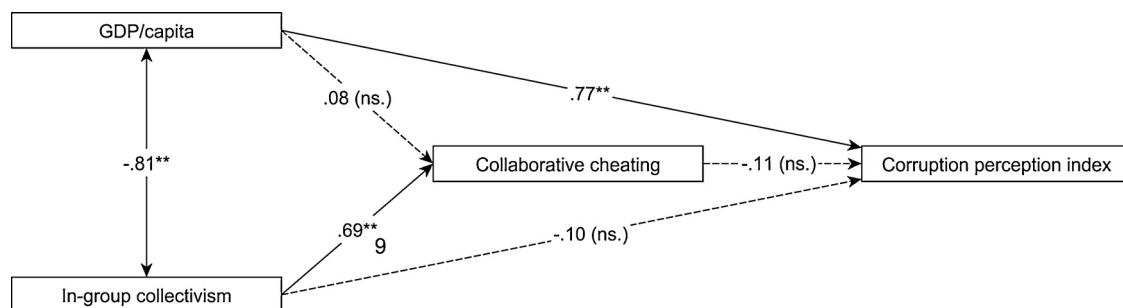 GDP/capita
.08 (ns.)
.77**
-.81**
Collaborative cheating
-.11 (ns.)
Corruption perception index
.69**
9
-.10 (ns.)
In-group collectivism